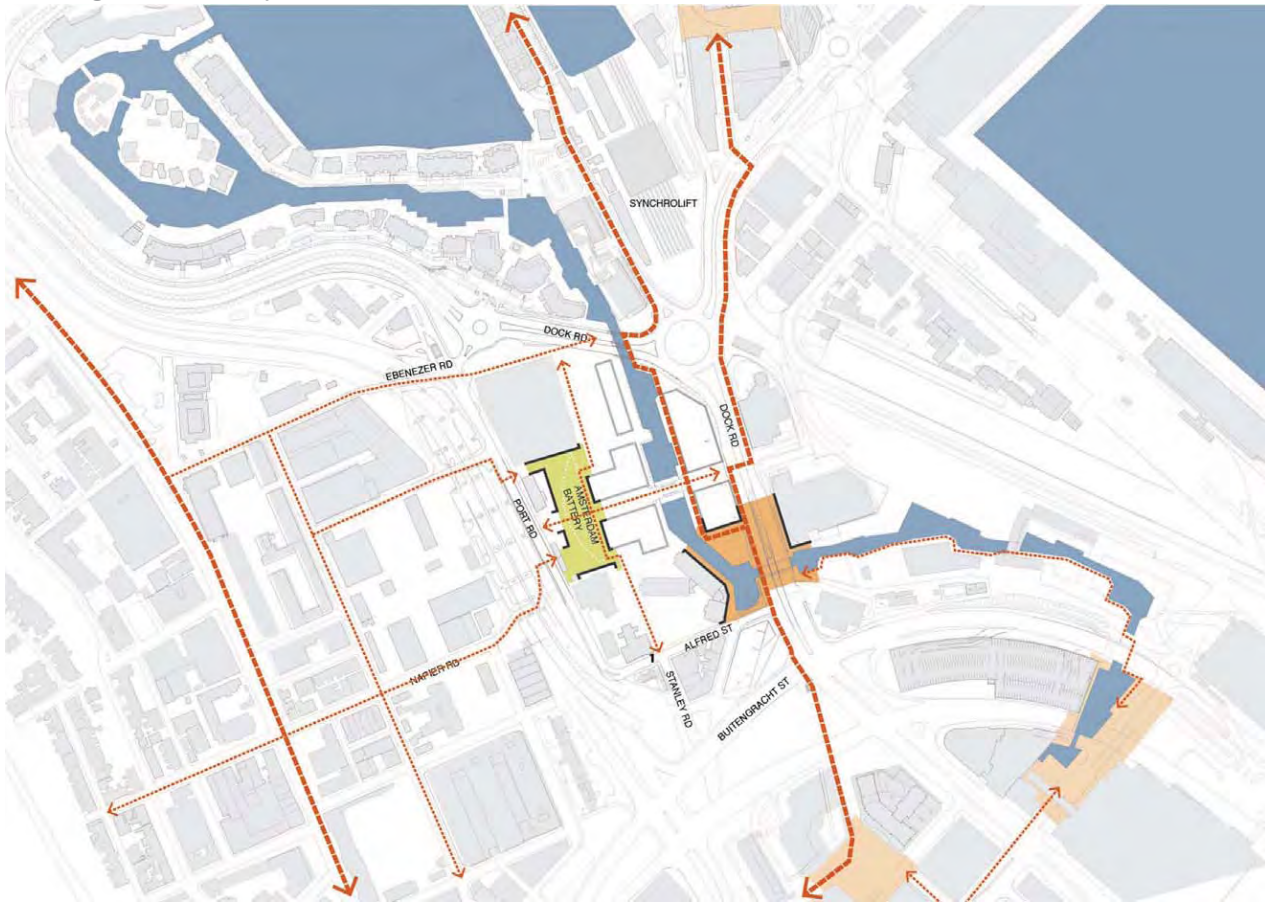 SYNCHROLIFT
DOCK RD
EBENEZER RD
DOCK RD
AMSTERDAM
BATTERY
PORT RD
ALFRED ST
NAPIER RD
STANLEY RD
BUITENGRACHT ST